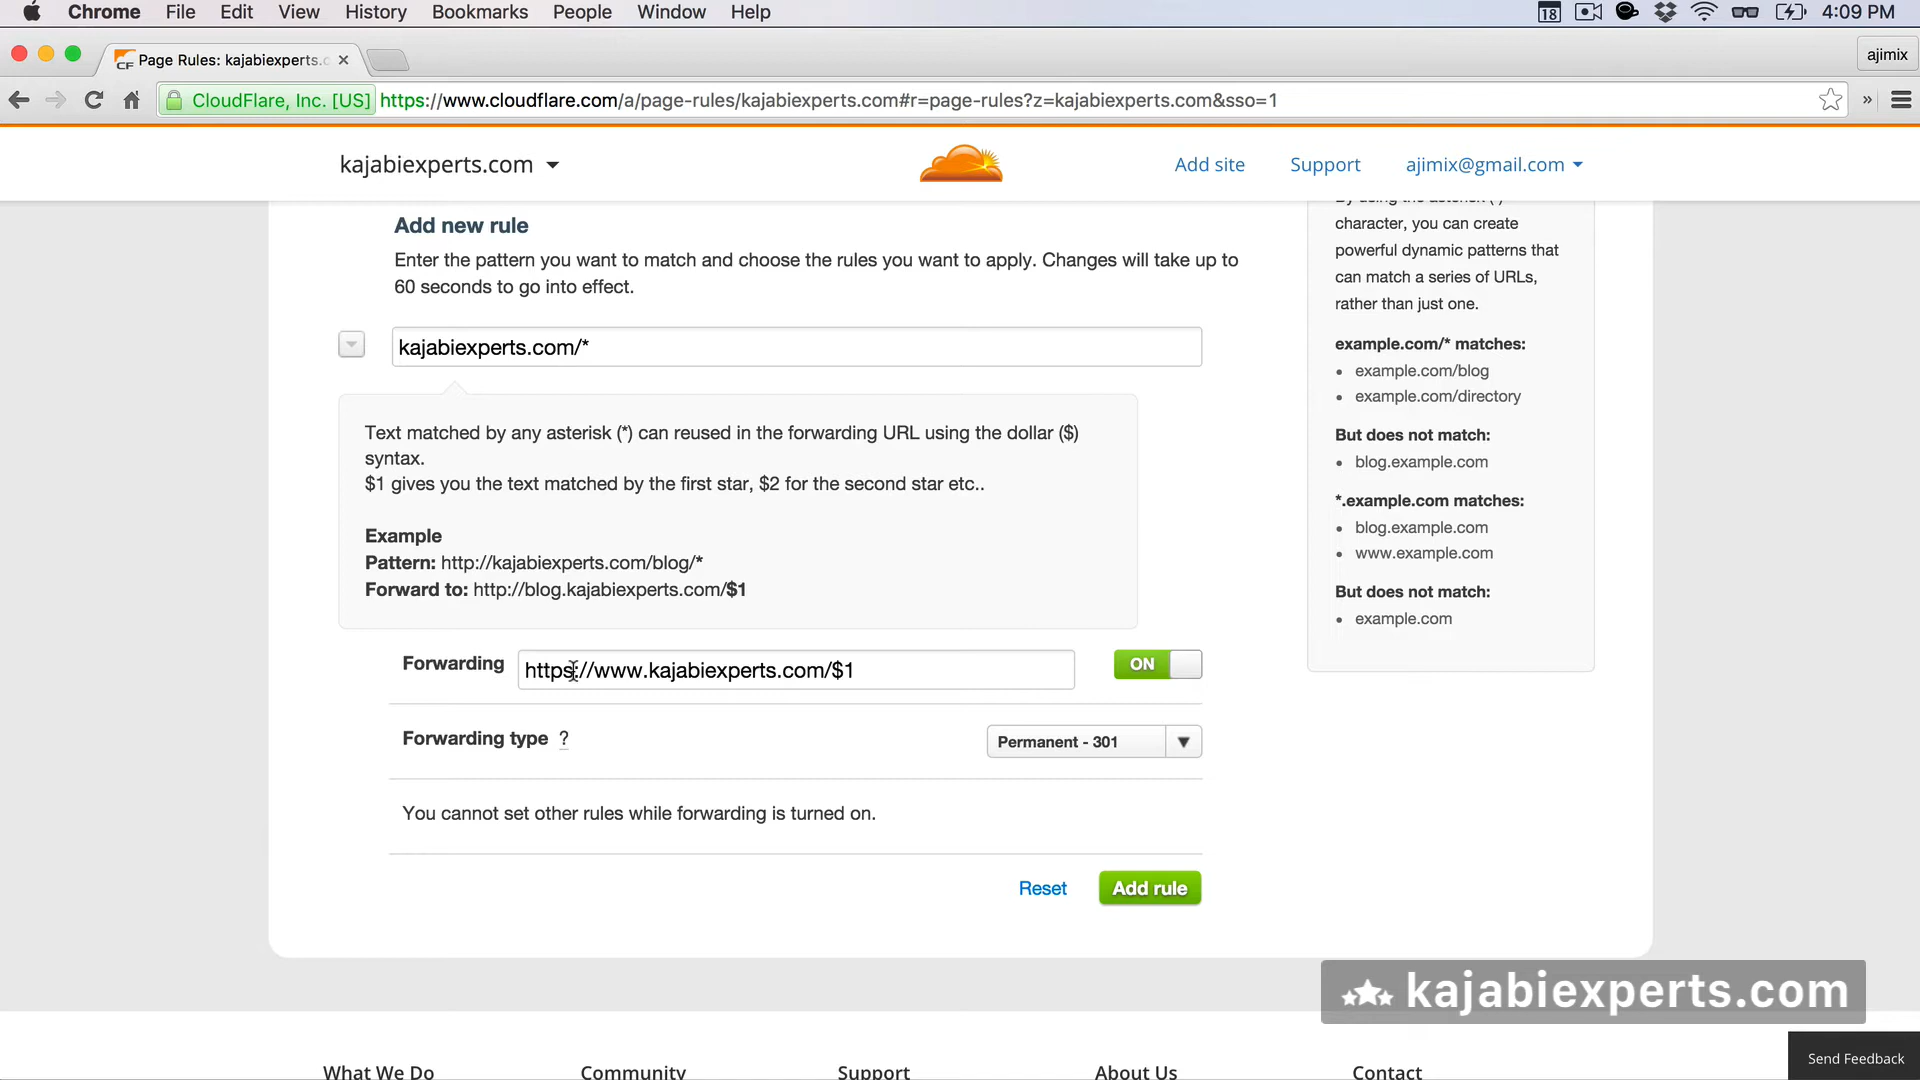 Chrome File Edit View History Bookmarks People Window Help 18 4:09 PM
CF Page Rules: kajabiexperts.c ajimix
CloudFlare, Inc. [US] https://www.cloudflare.com/a/page-rules/kajabiexperts.com#r=page-rules?z=kajabiexperts.com&sso=1 »
kajabiexperts.com Add site Support ajimix@gmail.com
Add new rule
Enter the pattern you want to match and choose the rules you want to apply. Changes will take up to
60 seconds to go into effect.
kajabiexperts.com/*
Text matched by any asterisk (*) can reused in the forwarding URL using the dollar ($)
syntax.
$1 gives you the text matched by the first star, $2 for the second star etc..
Example
Pattern: http://kajabiexperts.com/blog/*
Forward to: http://blog.kajabiexperts.com/$1
Forwarding https://www.kajabiexperts.com/$1 ON
Forwarding type ? Permanent - 301
You cannot set other rules while forwarding is turned on.
Reset Add rule
By using the asterisk (*)
character, you can create
powerful dynamic patterns that
can match a series of URLs,
rather than just one.
example.com/* matches:
• example.com/blog
• example.com/directory
But does not match:
• blog.example.com
*.example.com matches:
• blog.example.com
• www.example.com
But does not match:
• example.com
kajabiexperts.com
Send Feedback
What We Do Community Support About Us Contact